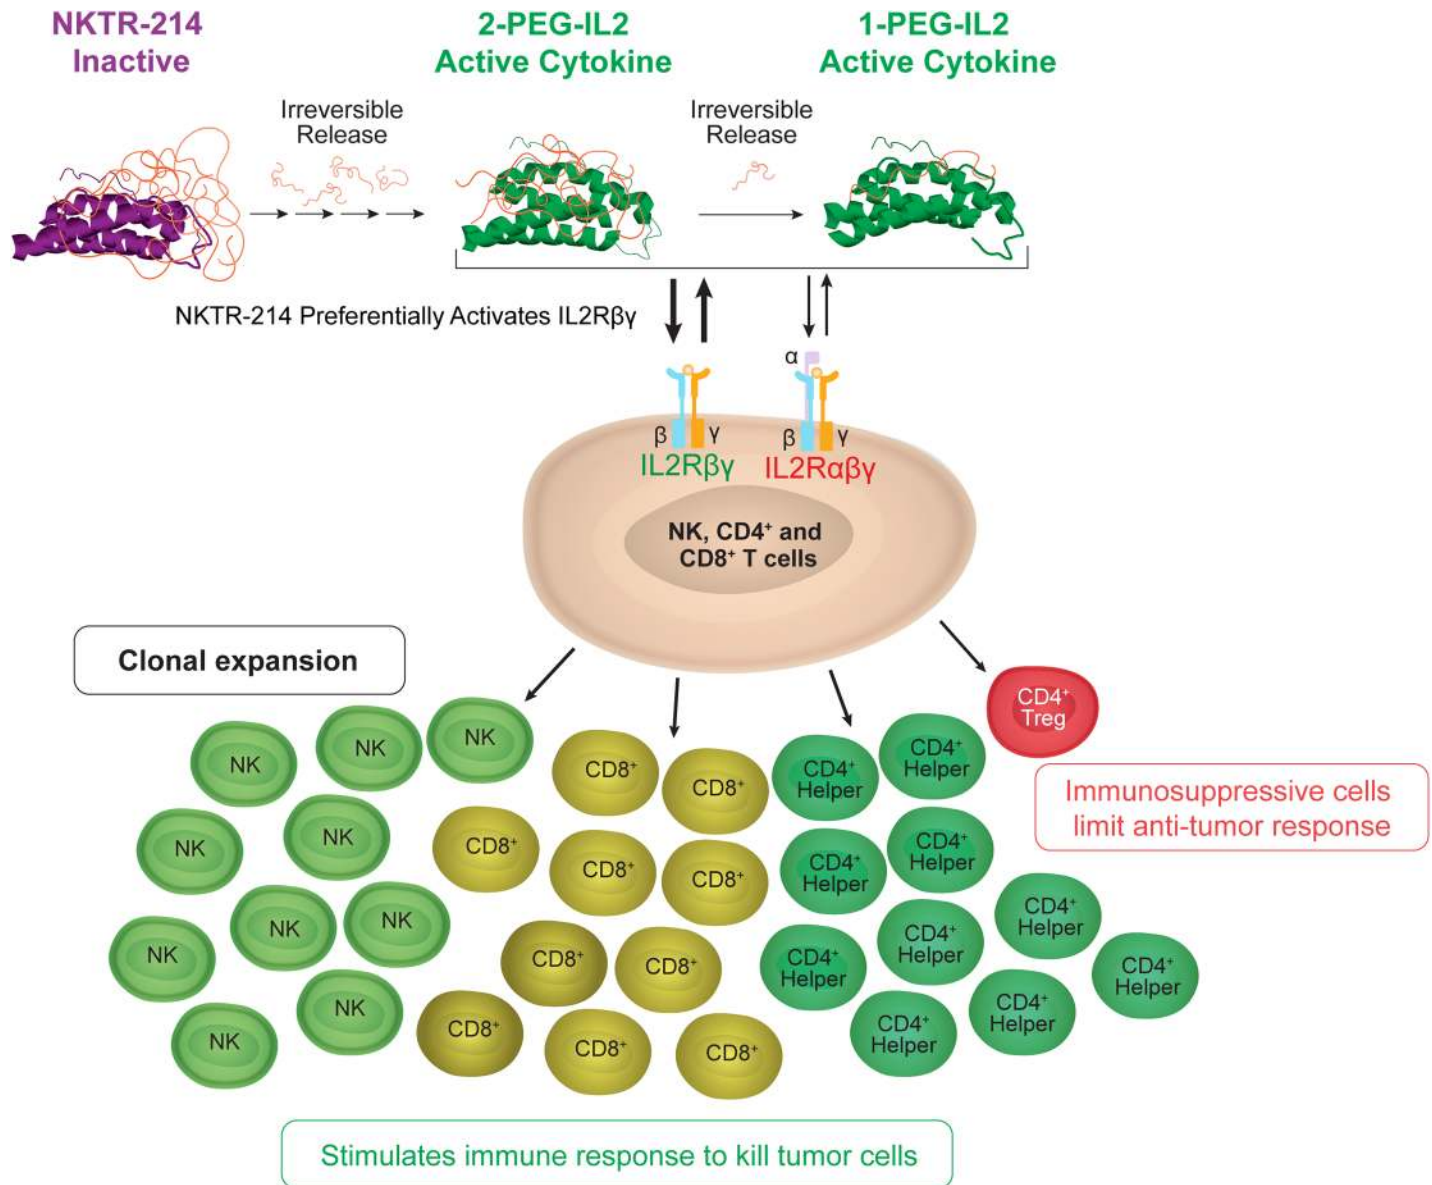 NKTR-214
Inactive
2-PEG-IL2
Active Cytokine
1-PEG-IL2
Active Cytokine
Irreversible
Release
Irreversible
Release
NKTR-214 Preferentially Activates IL2Rβγ
α
β
γ
β
γ
IL2Rβγ
IL2Rαβγ
NK, CD4⁺ and
CD8⁺ T cells
Clonal expansion
CD4⁺
Treg
Immunosuppressive cells
limit anti-tumor response
NK
NK
NK
NK
NK
NK
NK
NK
NK
NK
CD8⁺
CD8⁺
CD8⁺
CD8⁺
CD8⁺
CD8⁺
CD8⁺
CD8⁺
CD8⁺
CD8⁺
CD4⁺
Helper
CD4⁺
Helper
CD4⁺
Helper
CD4⁺
Helper
CD4⁺
Helper
CD4⁺
Helper
CD4⁺
Helper
CD4⁺
Helper
CD4⁺
Helper
CD4⁺
Helper
Stimulates immune response to kill tumor cells